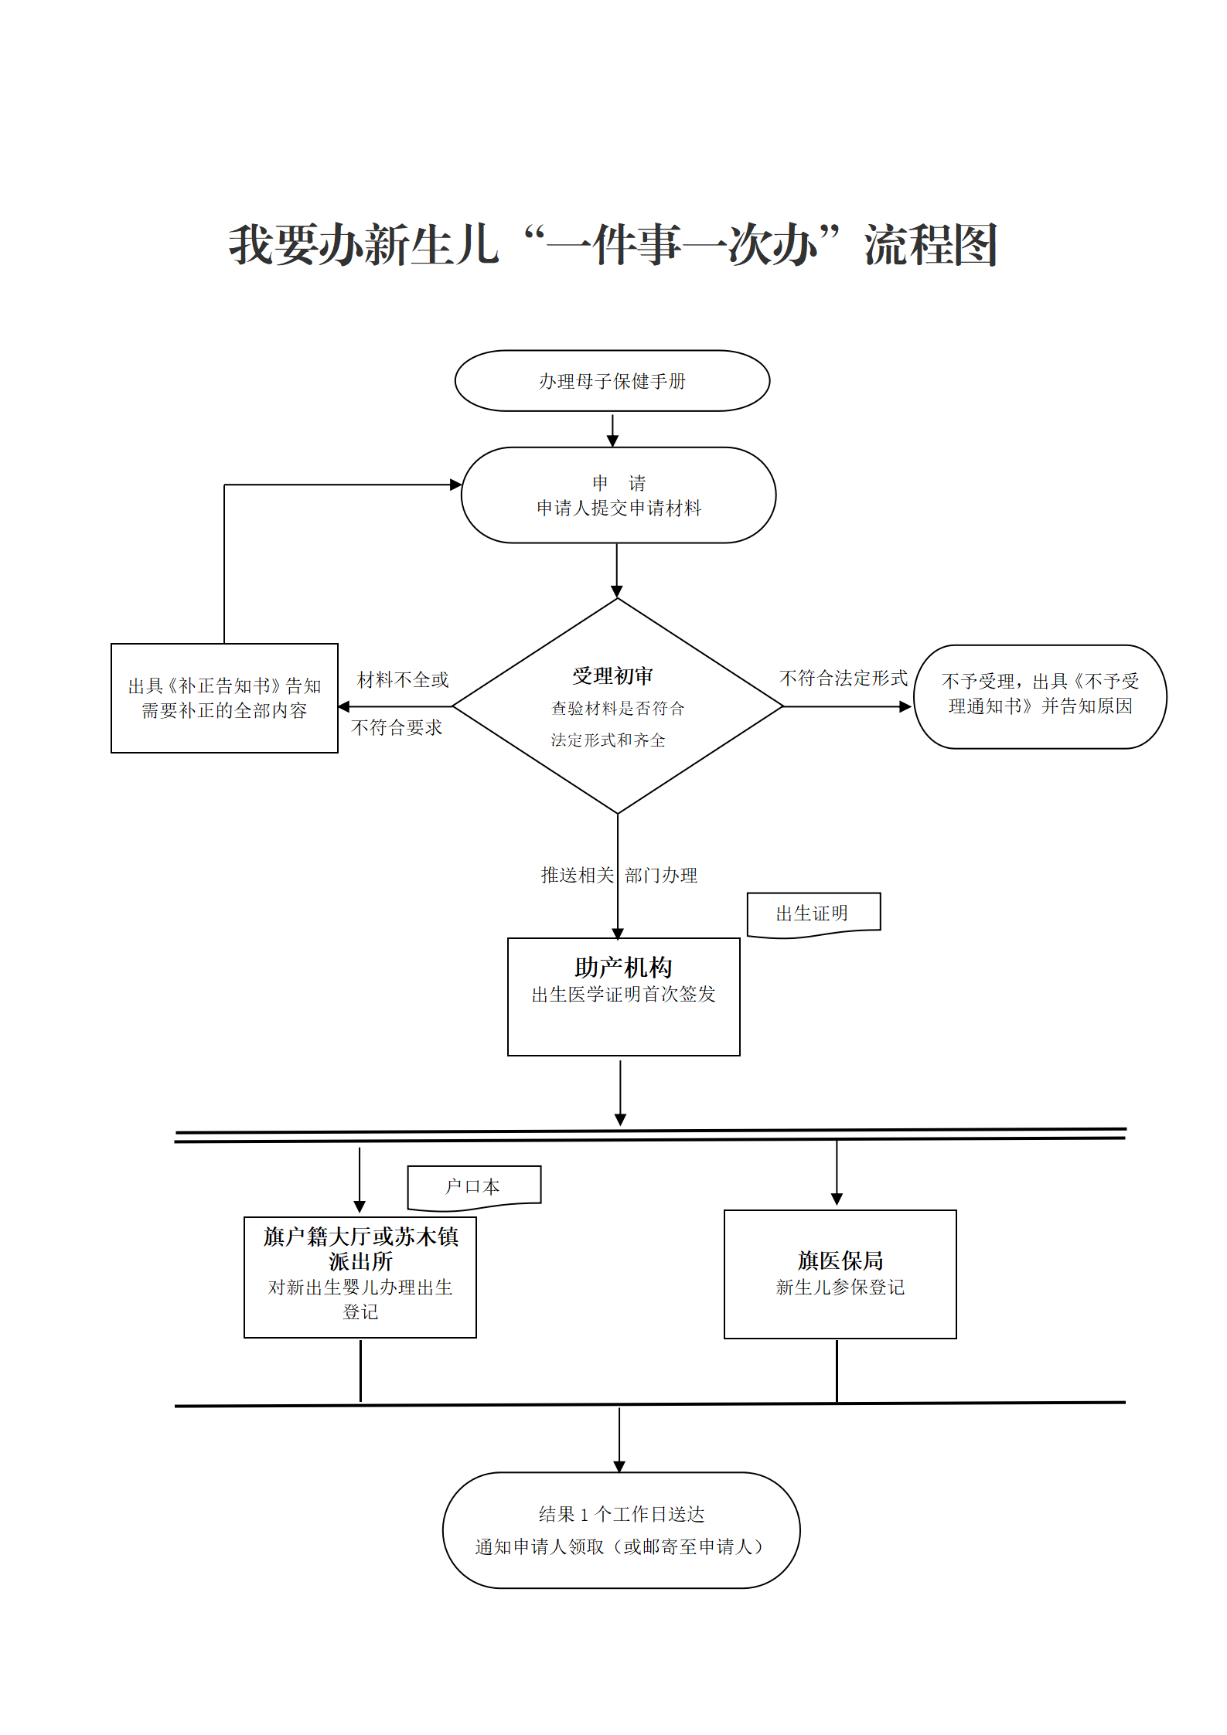 我要办新生儿“一件事一次办”流程图
办理母子保健手册
申 请
申请人提交申请材料
出具《补正告知书》告知
需要补正的全部内容
材料不全或
不符合要求
受理初审
查验材料是否符合
法定形式和齐全
不符合法定形式
不予受理，出具《不予受
理通知书》并告知原因
推送相关 部门办理
出生证明
助产机构
出生医学证明首次签发
户口本
旗户籍大厅或苏木镇
派出所
对新出生婴儿办理出生
登记
旗医保局
新生儿参保登记
结果 1 个工作日送达
通知申请人领取（或邮寄至申请人）